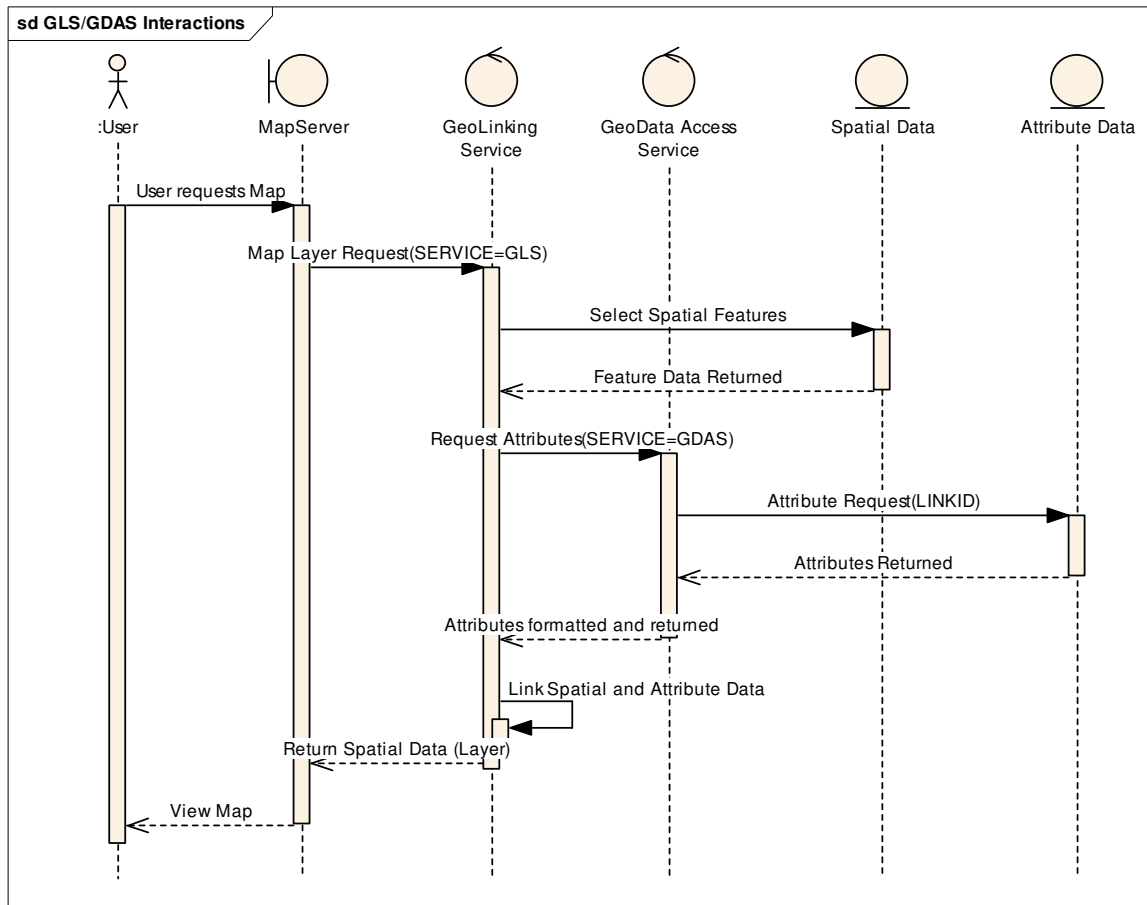 sd GLS/GDAS Interactions
:User
MapServer
GeoLinking
Service
GeoData Access
Service
Spatial Data
Attribute Data
User requests Map
Map Layer Request(SERVICE=GLS)
Select Spatial Features
Feature Data Returned
Request Attributes(SERVICE=GDAS)
Attribute Request(LINKID)
Attributes Returned
Attributes formatted and returned
Link Spatial and Attribute Data
Return Spatial Data (Layer)
View Map